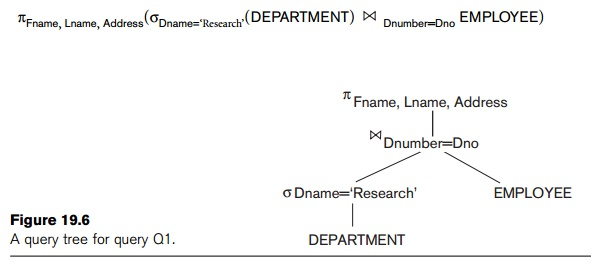 πFname, Lname, Address(σDname=‘Research’(DEPARTMENT) ⋈ Dnumber=Dno EMPLOYEE)
π Fname, Lname, Address
⋈ Dnumber=Dno
σ Dname=‘Research’ EMPLOYEE
DEPARTMENT
Figure 19.6
A query tree for query Q1.